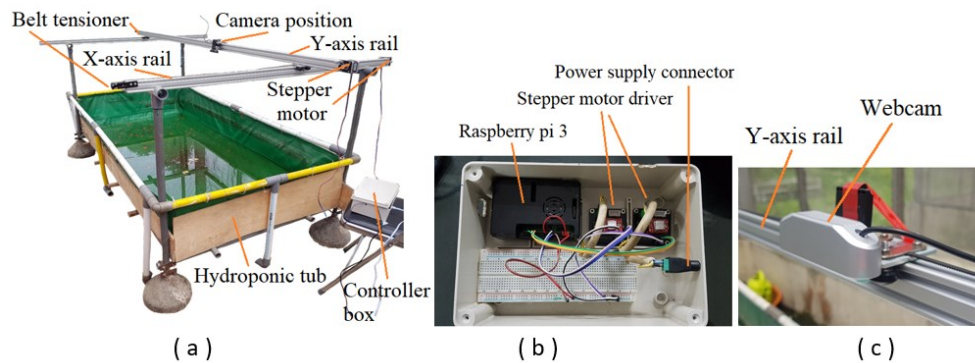 Belt tensioner
Camera position
Y-axis rail
X-axis rail
Stepper
motor
Hydroponic tub
Controller
box
( a )
Power supply connector
Stepper motor driver
Raspberry pi 3
( b )
Webcam
Y-axis rail
( c )